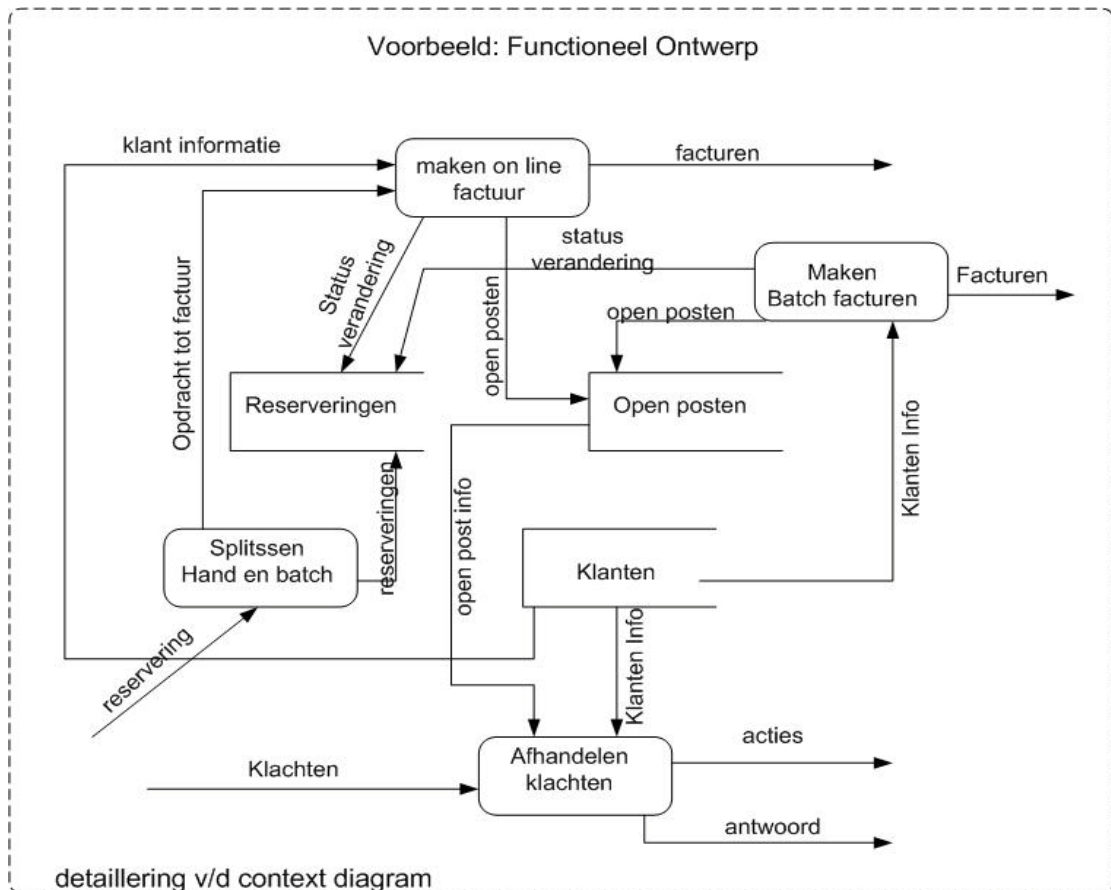 Voorbeeld: Functioneel Ontwerp
klant informatie
maken on line
factuur
facturen
status
verandering
Maken
Batch facturen
Facturen
Status
verandering
Opdracht tot factuur
open posten
open posten
Reserveringen
Open posten
Klanten Info
reserveringen
open post info
Splitssen
Hand en batch
Klanten
reservering
Klanten Info
Klachten
Afhandelen
klachten
acties
antwoord
detaillering v/d context diagram